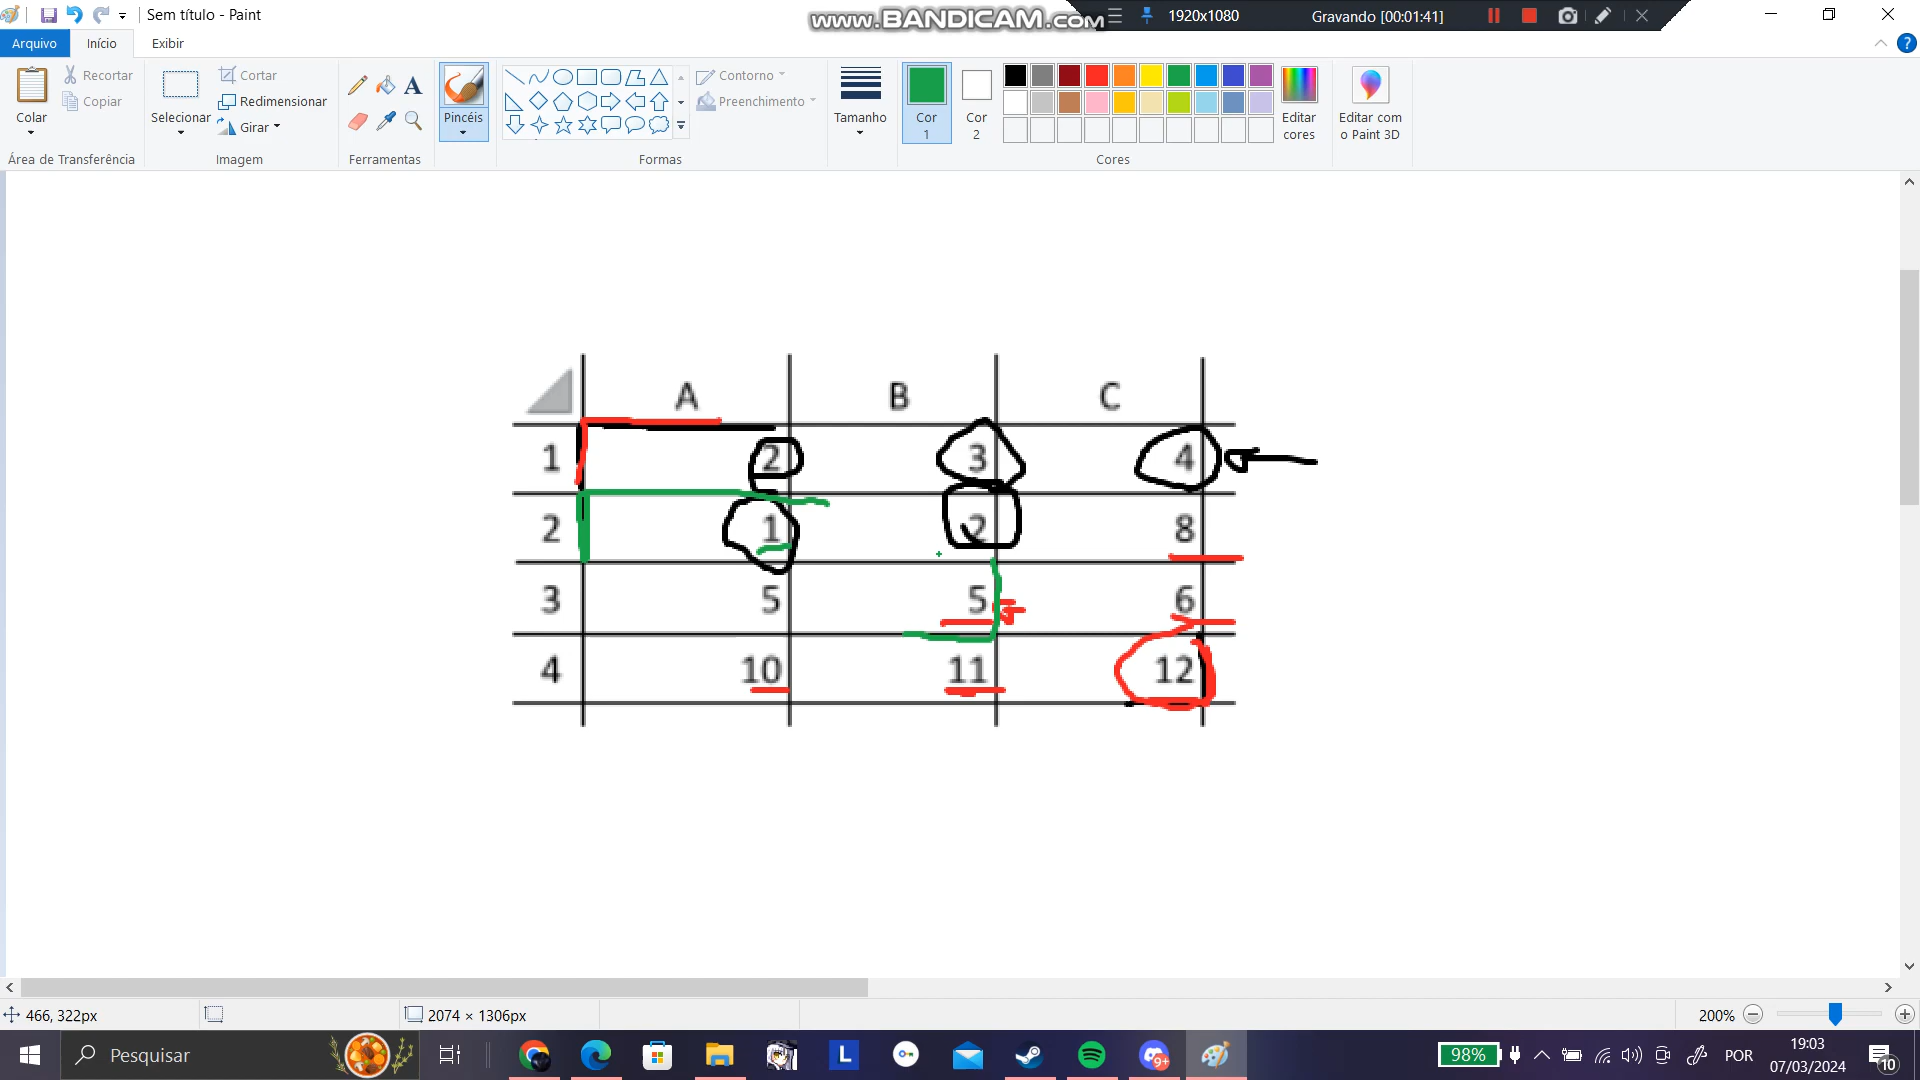 Sem título - Paint
www.BANDICAM.com
1920x1080
Gravando [00:01:41]
Arquivo
Início
Exibir
Colar
Recortar
Copiar
Área de Transferência
Selecionar
Cortar
Redimensionar
Girar
Imagem
A
Ferramentas
Pincéis
Contorno
Preenchimento
Formas
Tamanho
Cor 1
Cor 2
Cores
Editar cores
Editar com o Paint 3D
A B C
1 2 3 4
2 1 2 8
3 5 5 6
4 10 11 12
466, 322px
2074 × 1306px
200%
Pesquisar
L
9+
98%
POR
19:03
07/03/2024
10